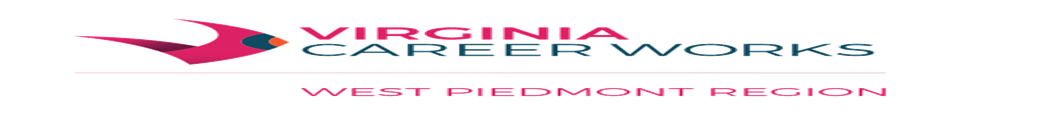 VIRGINIA
CAREER WORKS
WEST PIEDMONT REGION